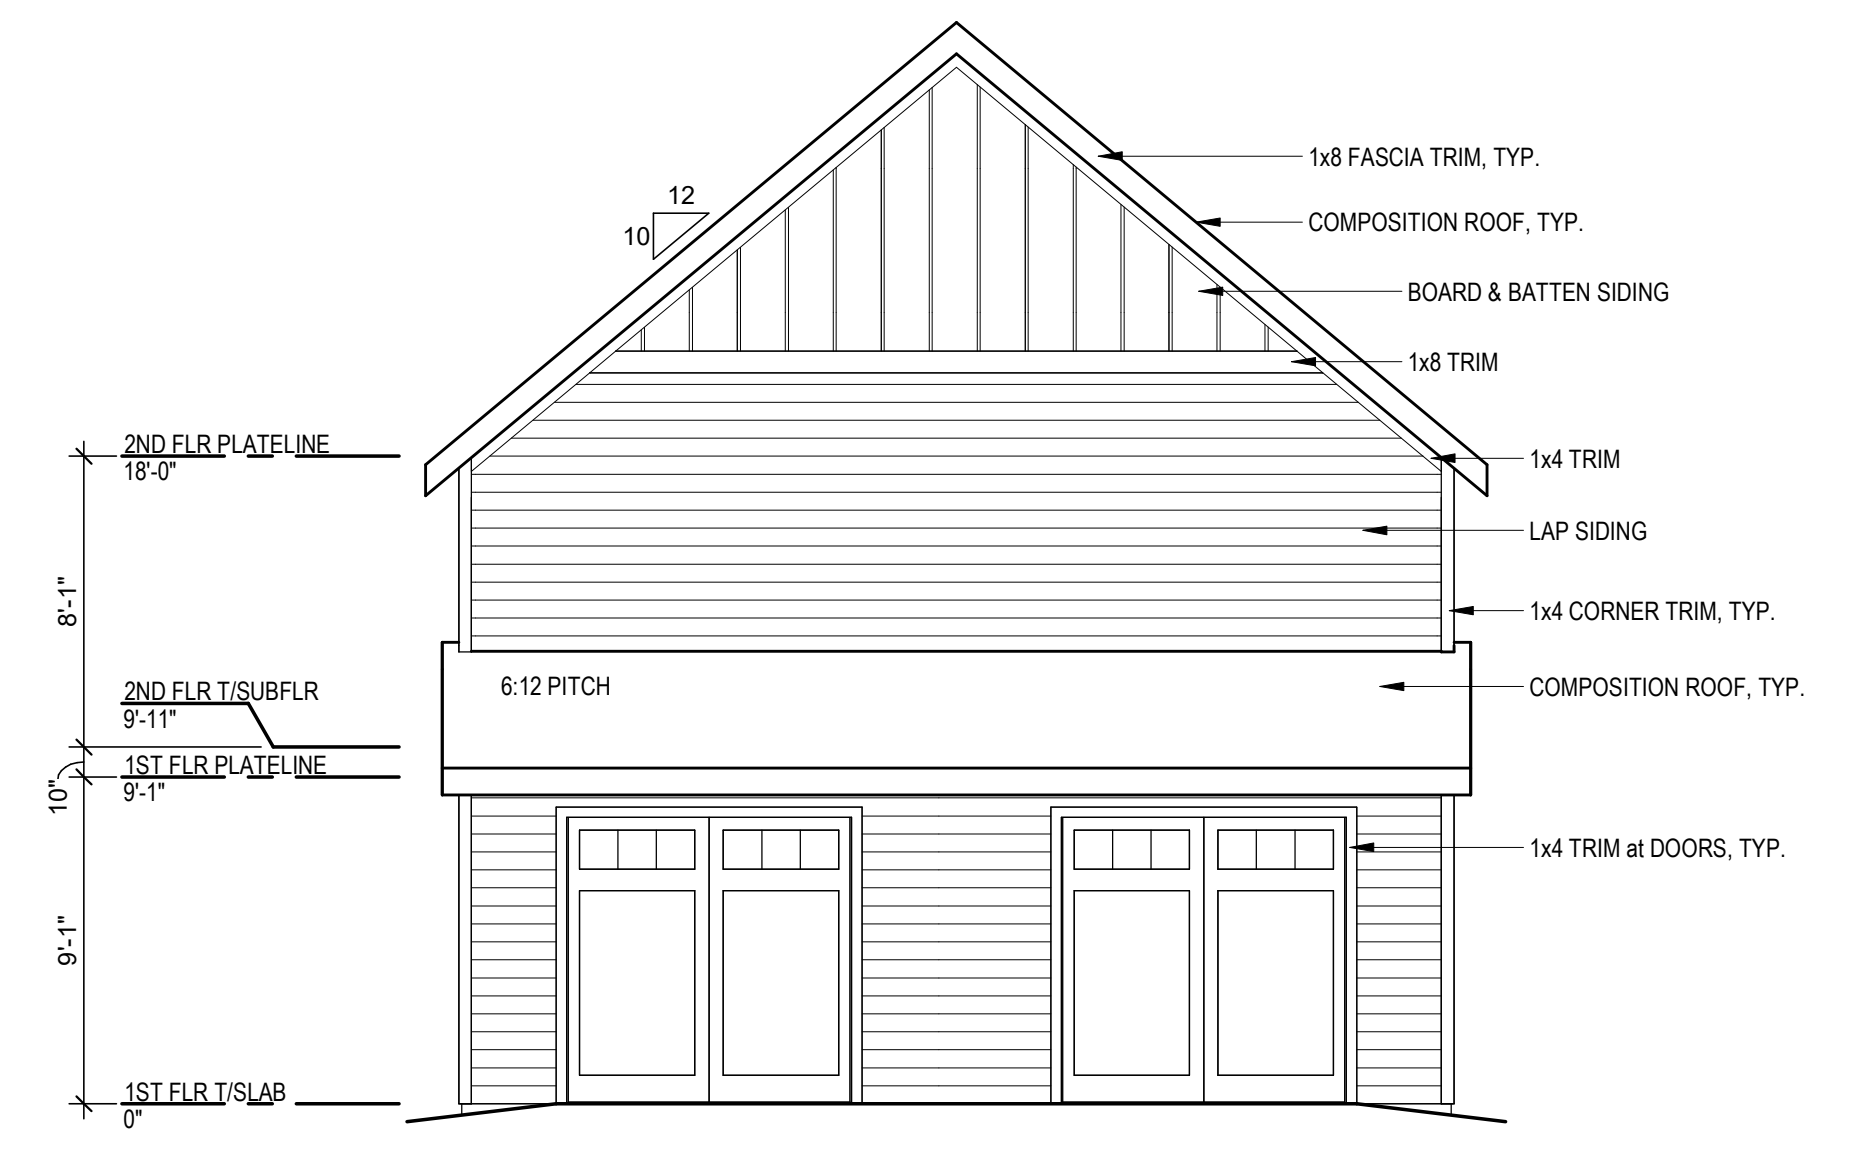 1x8 FASCIA TRIM, TYP.
12
10
COMPOSITION ROOF, TYP.
BOARD & BATTEN SIDING
1x8 TRIM
2ND FLR PLATELINE
18'-0"
1x4 TRIM
LAP SIDING
8'-1"
1x4 CORNER TRIM, TYP.
6:12 PITCH
COMPOSITION ROOF, TYP.
2ND FLR T/SUBFLR
9'-11"
1ST FLR PLATELINE
9'-1"
10"
1x4 TRIM at DOORS, TYP.
9'-1"
1ST FLR T/SLAB
0"